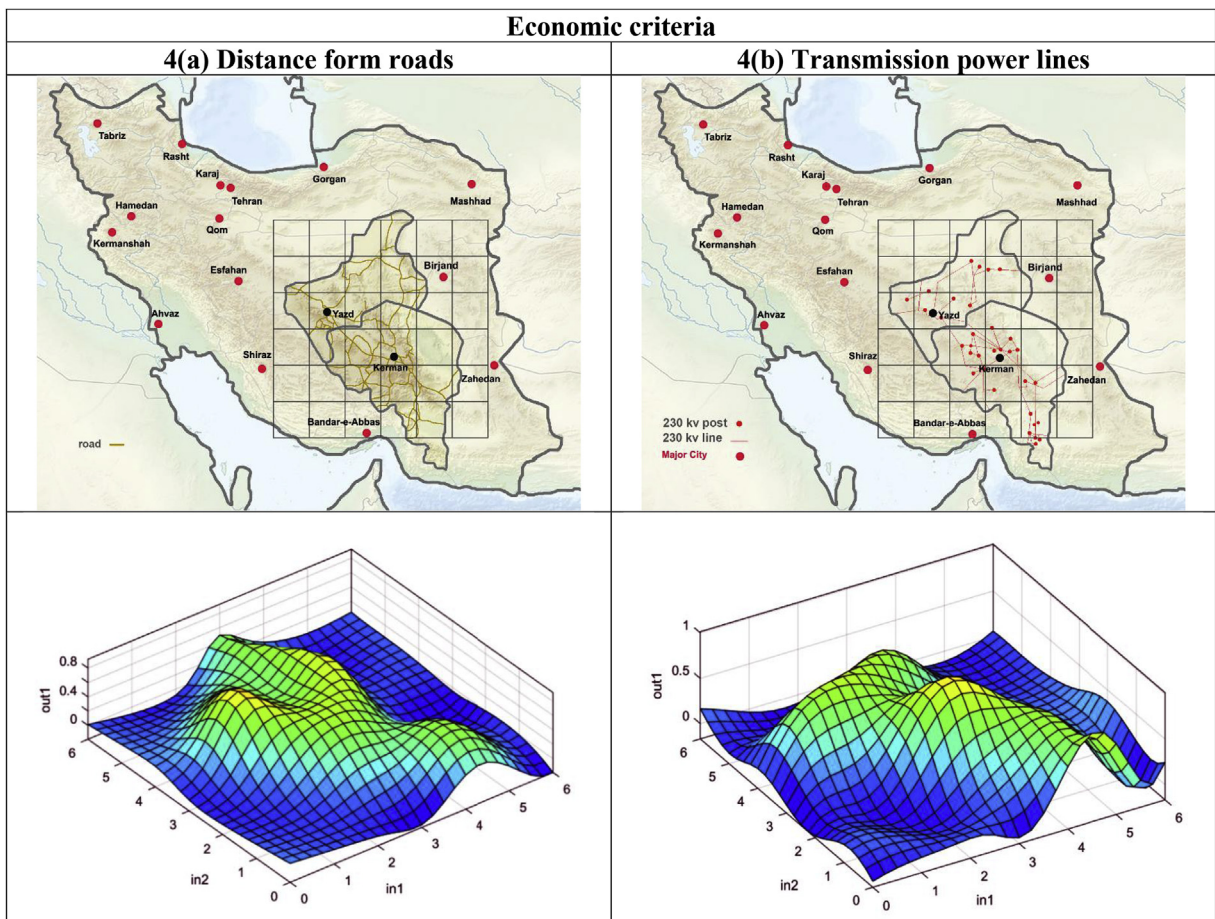 Economic criteria
4(a) Distance form roads
4(b) Transmission power lines
Tabriz
Rasht
Karaj
Tehran
Gorgan
Mashhad
Hamedan
Qom
Kermanshah
Esfahan
Birjand
Ahvaz
Yazd
Shiraz
Kerman
Zahedan
Bandar-e-Abbas
road
Tabriz
Rasht
Karaj
Tehran
Gorgan
Mashhad
Hamedan
Qom
Kermanshah
Esfahan
Birjand
Ahvaz
Yazd
Shiraz
Kerman
Zahedan
Bandar-e-Abbas
230 kv post
230 kv line
Major City
0.8
0.4
0
out1
6
5
4
3
2
1
0
in2
0
1
2
3
4
5
6
in1
1
0.5
0
out1
6
5
4
3
2
1
0
in2
0
1
2
3
4
5
6
in1